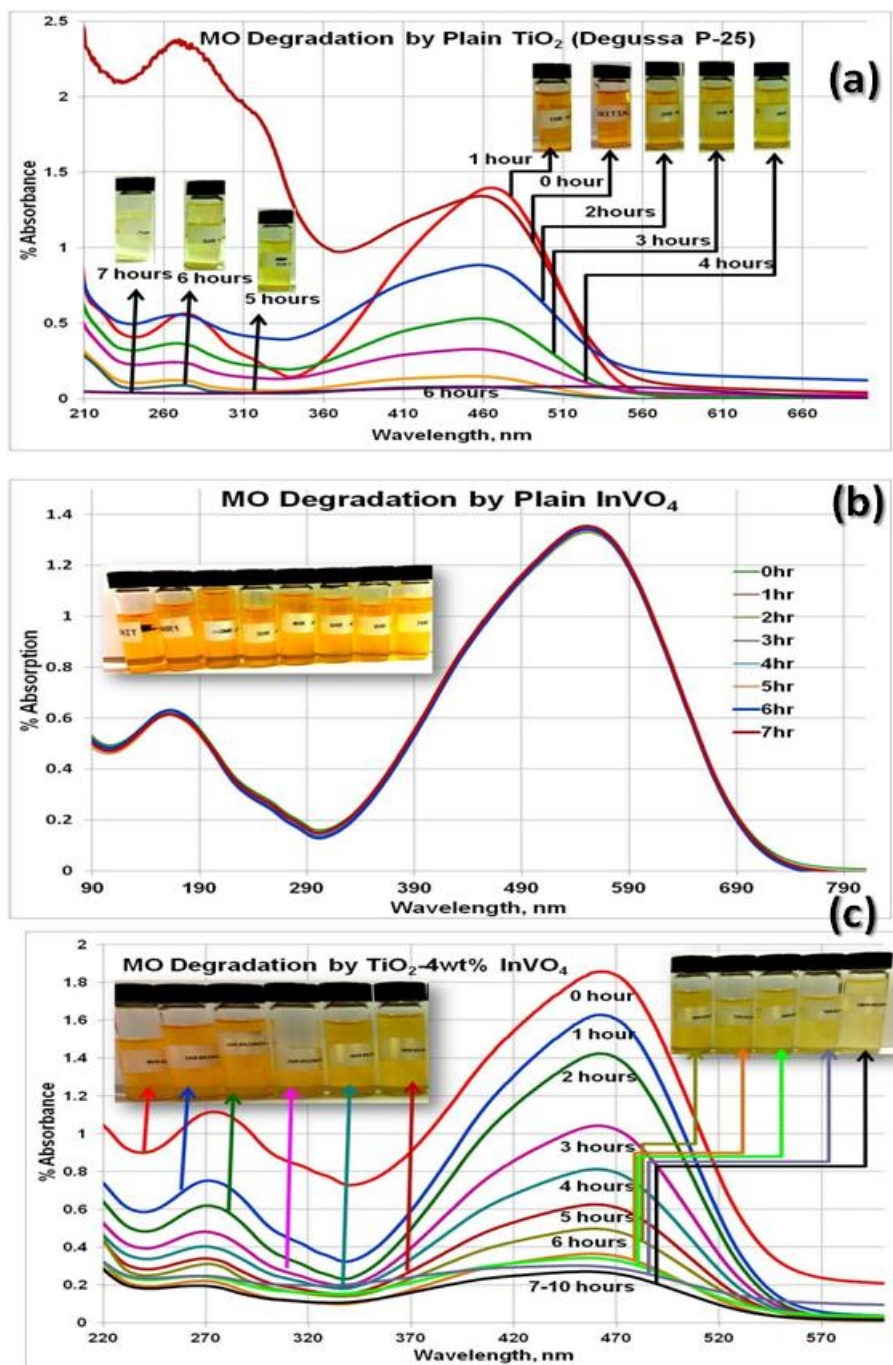 MO Degradation by Plain TiO₂ (Degussa P-25)
(a)
% Absorbance
2.5
2
1.5
1
0.5
0
1 hour
0 hour
2hours
3 hours
4 hours
7 hours
6 hours
5 hours
6 hours
210 260 310 360 410 460 510 560 610 660
Wavelength, nm
MO Degradation by Plain InVO₄
(b)
% Absorption
1.4
1.2
1
0.8
0.6
0.4
0.2
0
0hr
1hr
2hr
3hr
4hr
5hr
6hr
7hr
90 190 290 390 490 590 690 790
Wavelength, nm
(c)
MO Degradation by TiO₂-4wt% InVO₄
% Absorbance
2
1.8
1.6
1.4
1.2
1
0.8
0.6
0.4
0.2
0
0 hour
1 hour
2 hours
3 hours
4 hours
5 hours
6 hours
7-10 hours
220 270 320 370 420 470 520 570
Wavelength, nm